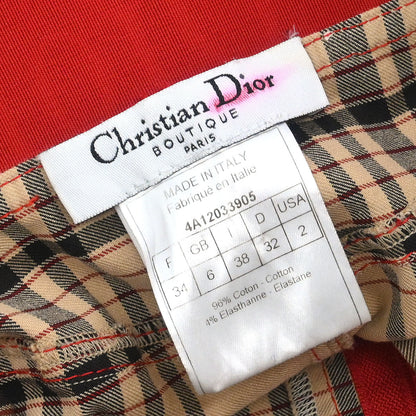 Christian Dior
BOUTIQUE
PARIS
MADE IN ITALY
Fabriqué en Italie
4A12033905
F GB I D USA
34 6 38 32 2
96% Coton - Cotton
4% Elasthanne - Elastane